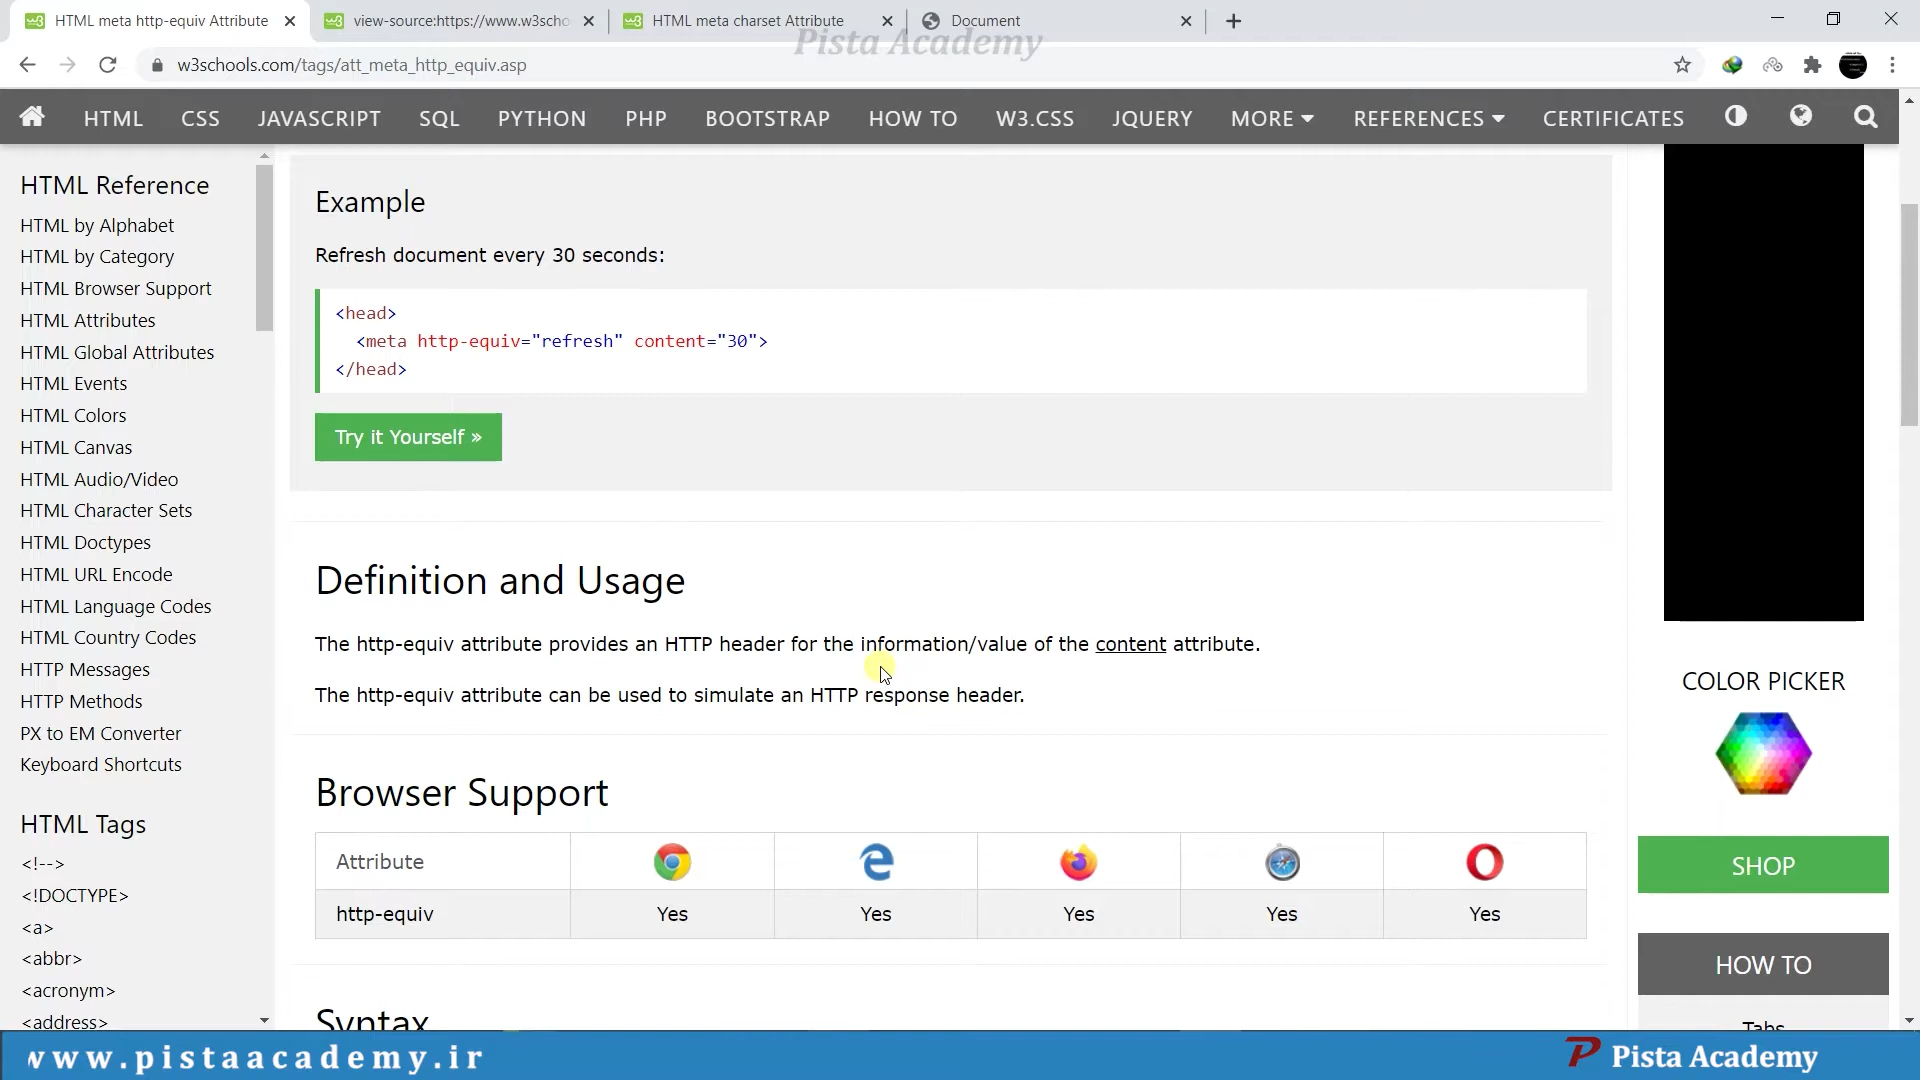 HTML meta http-equiv Attribute
view-source:https://www.w3scho
HTML meta charset Attribute
Document
Pista Academy
w3schools.com/tags/att_meta_http_equiv.asp
HTML CSS JAVASCRIPT SQL PYTHON PHP BOOTSTRAP HOW TO W3.CSS JQUERY MORE REFERENCES CERTIFICATES
HTML Reference
HTML by Alphabet
HTML by Category
HTML Browser Support
HTML Attributes
HTML Global Attributes
HTML Events
HTML Colors
HTML Canvas
HTML Audio/Video
HTML Character Sets
HTML Doctypes
HTML URL Encode
HTML Language Codes
HTML Country Codes
HTTP Messages
HTTP Methods
PX to EM Converter
Keyboard Shortcuts
HTML Tags
<!-->
<!DOCTYPE>
<a>
<abbr>
<acronym>
<address>
Example
Refresh document every 30 seconds:
<head>
<meta http-equiv="refresh" content="30">
</head>
Try it Yourself »
Definition and Usage
The http-equiv attribute provides an HTTP header for the information/value of the content attribute.
The http-equiv attribute can be used to simulate an HTTP response header.
Browser Support
Attribute
http-equiv Yes Yes Yes Yes Yes
Syntax
COLOR PICKER
SHOP
HOW TO
Tabs
www.pistaacademy.ir
Pista Academy